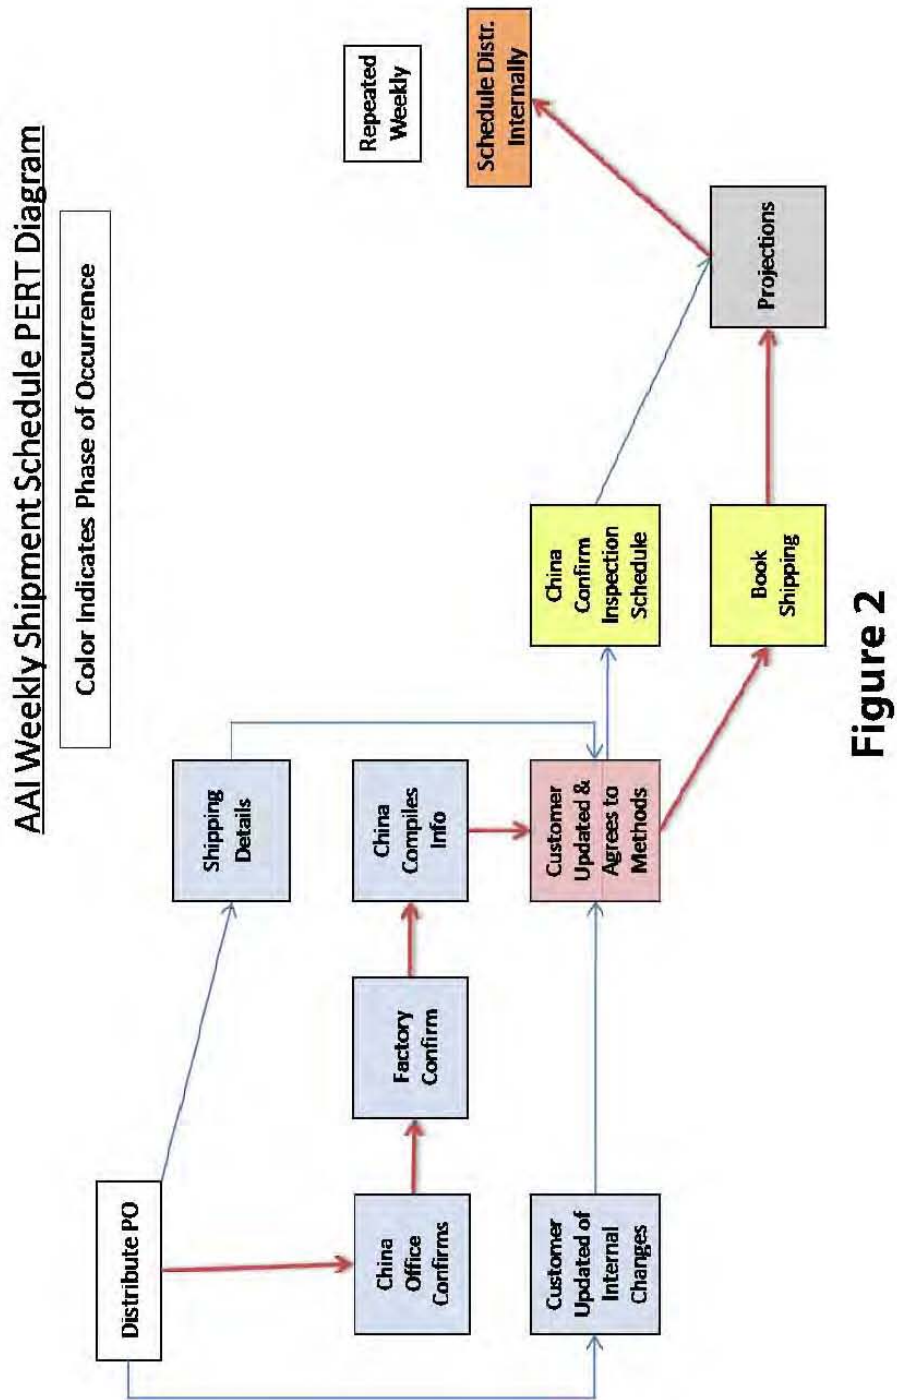 AAI Weekly Shipment Schedule PERT Diagram
Color Indicates Phase of Occurrence
Repeated
Weekly
Distribute PO
Shipping
Details
China
Office
Confirms
Factory
Confirm
China
Compiles
Info
Customer
Updated of
Internal
Changes
Customer
Updated &
Agrees to
Methods
China
Confirm
Inspection
Schedule
Book
Shipping
Projections
Schedule Distr.
Internally
Figure 2